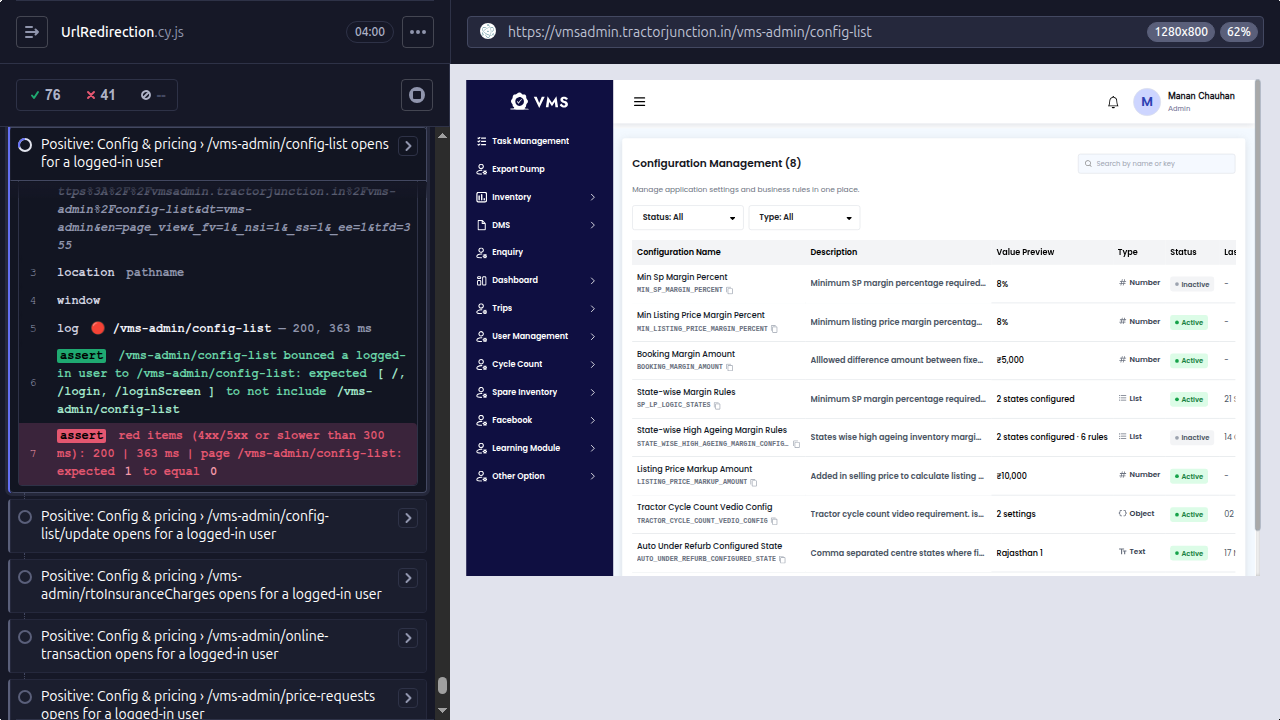 UrlRedirection.cy.js
04:00
76
41
--
Positive: Config & pricing › /vms-admin/config-list opens
for a logged-in user
ttps%3A%2F%2Fvmsadmin.tractorjunction.in%2Fvms-
admin%2Fconfig-list&dt=vms-
admin&en=page_view&_fv=1&_nsi=1&_ss=1&_ee=1&tfd=3
55
3 location pathname
4 window
5 log 🔴 /vms-admin/config-list — 200, 363 ms
6 assert /vms-admin/config-list bounced a logged-
in user to /vms-admin/config-list: expected [ /,
/login, /loginScreen ] to not include /vms-
admin/config-list
7 assert red items (4xx/5xx or slower than 300
ms): 200 | 363 ms | page /vms-admin/config-list:
expected 1 to equal 0
Positive: Config & pricing › /vms-admin/config-
list/update opens for a logged-in user
Positive: Config & pricing › /vms-
admin/rtoInsuranceCharges opens for a logged-in user
Positive: Config & pricing › /vms-admin/online-
transaction opens for a logged-in user
Positive: Config & pricing › /vms-admin/price-requests
opens for a logged-in user
https://vmsadmin.tractorjunction.in/vms-admin/config-list
1280x800
62%
VMS
Task Management
Export Dump
Inventory
DMS
Enquiry
Dashboard
Trips
User Management
Cycle Count
Spare Inventory
Facebook
Learning Module
Other Option
M
Manan Chauhan
Admin
Configuration Management (8)
Search by name or key
Manage application settings and business rules in one place.
Status: All
Type: All
Configuration Name Description Value Preview Type Status Las
Min Sp Margin Percent
MIN_SP_MARGIN_PERCENT
Minimum SP margin percentage required... 8% # Number Inactive -
Min Listing Price Margin Percent
MIN_LISTING_PRICE_MARGIN_PERCENT
Minimum listing price margin percentag... 8% # Number Active -
Booking Margin Amount
BOOKING_MARGIN_AMOUNT
Alllowed difference amount between fixe... ₹5,000 # Number Active -
State-wise Margin Rules
SP_LP_LOGIC_STATES
Minimum SP margin percentage required... 2 states configured List Active 21
State-wise High Ageing Margin Rules
STATE_WISE_HIGH_AGEING_MARGIN_CONFIG…
States wise high ageing inventory margi... 2 states configured · 6 rules List Inactive 14
Listing Price Markup Amount
LISTING_PRICE_MARKUP_AMOUNT
Added in selling price to calculate listing ... ₹10,000 # Number Active -
Tractor Cycle Count Vedio Config
TRACTOR_CYCLE_COUNT_VEDIO_CONFIG
Tractor cycle count video requirement. is... 2 settings {} Object Active 02
Auto Under Refurb Configured State
AUTO_UNDER_REFURB_CONFIGURED_STATE
Comma separated centre states where fi... Rajasthan 1 Tr Text Active 17